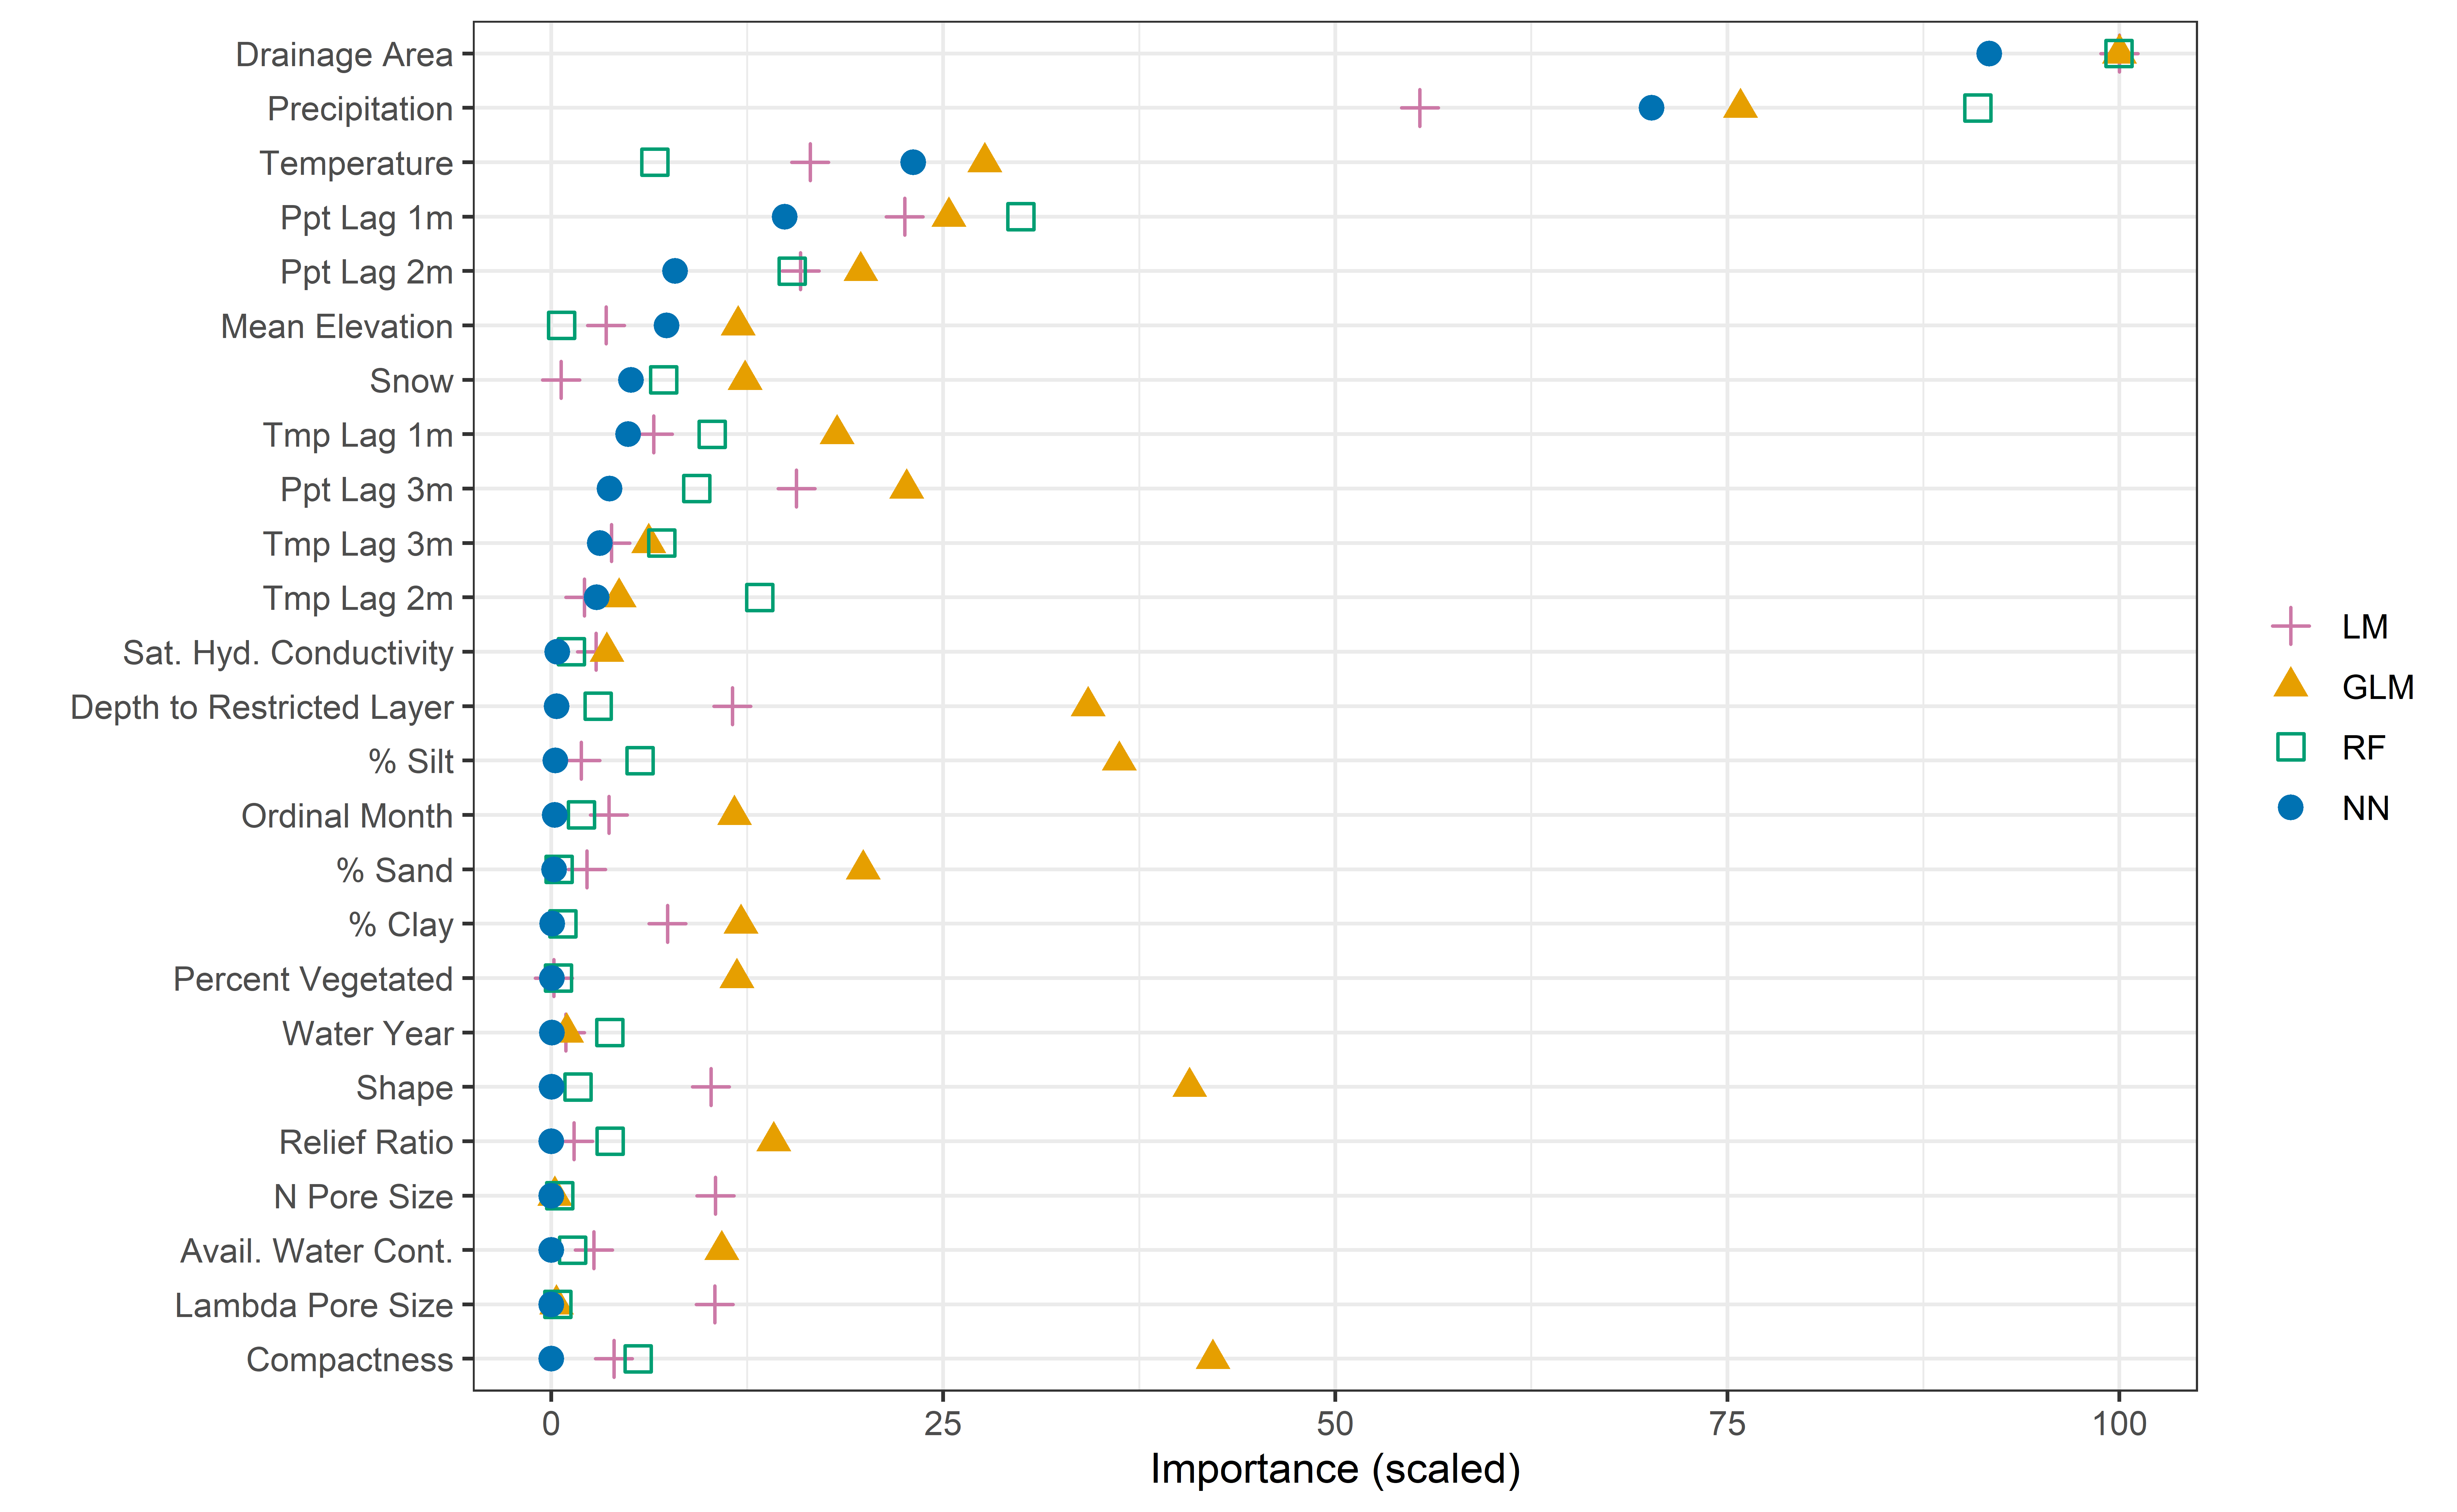 Drainage Area
Precipitation
Temperature
Ppt Lag 1m
Ppt Lag 2m
Mean Elevation
Snow
Tmp Lag 1m
Ppt Lag 3m
Tmp Lag 3m
Tmp Lag 2m
Sat. Hyd. Conductivity
Depth to Restricted Layer
% Silt
Ordinal Month
% Sand
% Clay
Percent Vegetated
Water Year
Shape
Relief Ratio
N Pore Size
Avail. Water Cont.
Lambda Pore Size
Compactness
0 25 50 75 100
Importance (scaled)
LM
GLM
RF
NN